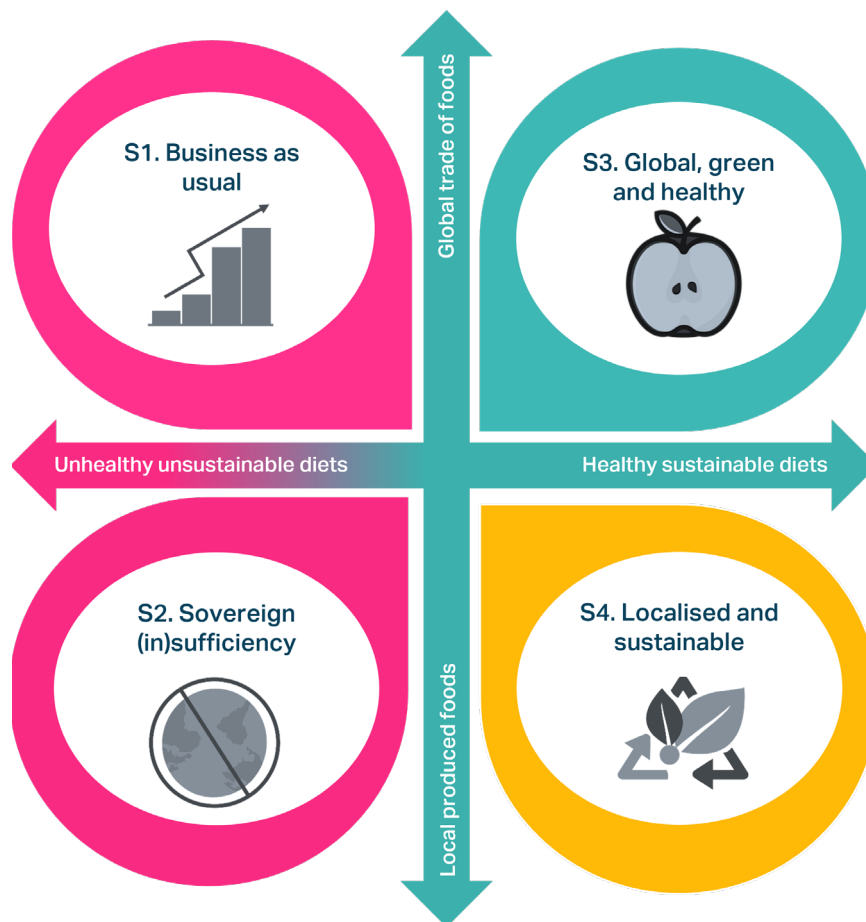 Global trade of foods
S1. Business as
usual
S3. Global, green
and healthy
Unhealthy unsustainable diets
Healthy sustainable diets
S2. Sovereign
(in)sufficiency
S4. Localised and
sustainable
Local produced foods